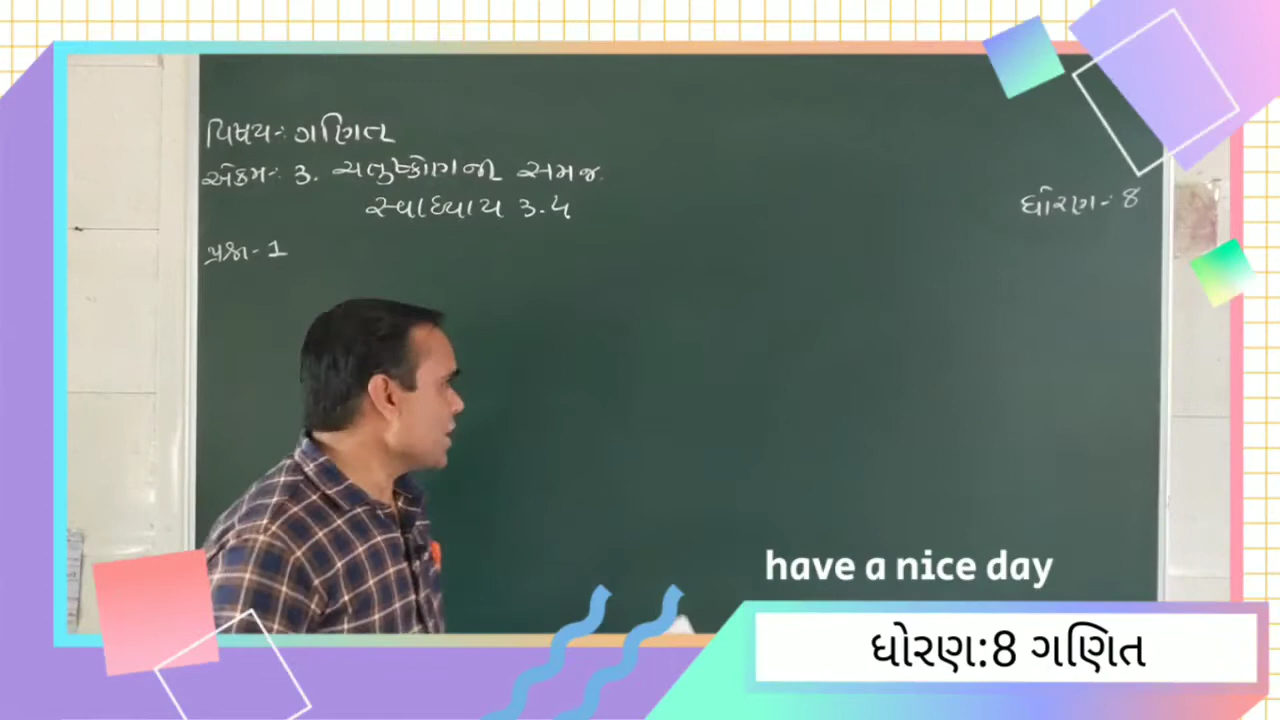 વિષય:- ગણિત
એકમ:- 3. ચતુષ્કોણની સમજ.
સ્વાધ્યાય 3.4
ધોરણ:- 8
પ્રશ્ન-1
have a nice day
ધોરણ:8 ગણિત